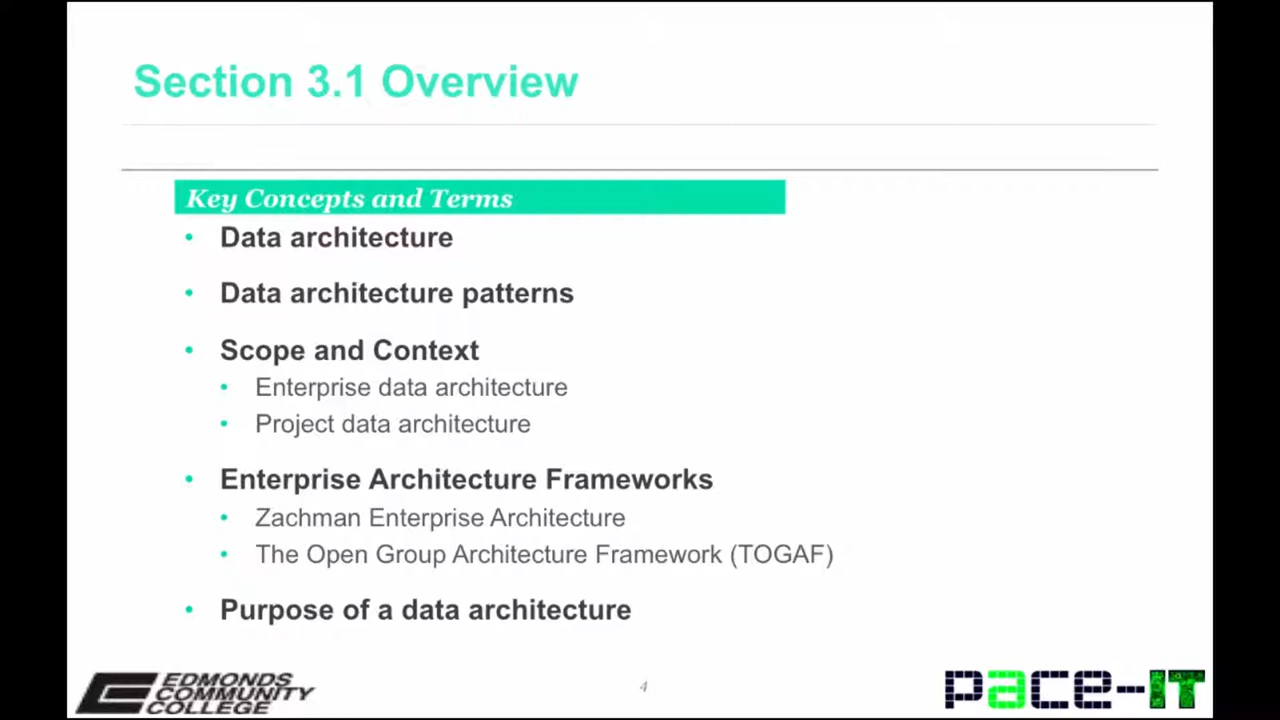 Section 3.1 Overview
Key Concepts and Terms
• Data architecture
• Data architecture patterns
• Scope and Context
• Enterprise data architecture
• Project data architecture
• Enterprise Architecture Frameworks
• Zachman Enterprise Architecture
• The Open Group Architecture Framework (TOGAF)
• Purpose of a data architecture
EDMONDS
COMMUNITY
COLLEGE
4
pace-IT